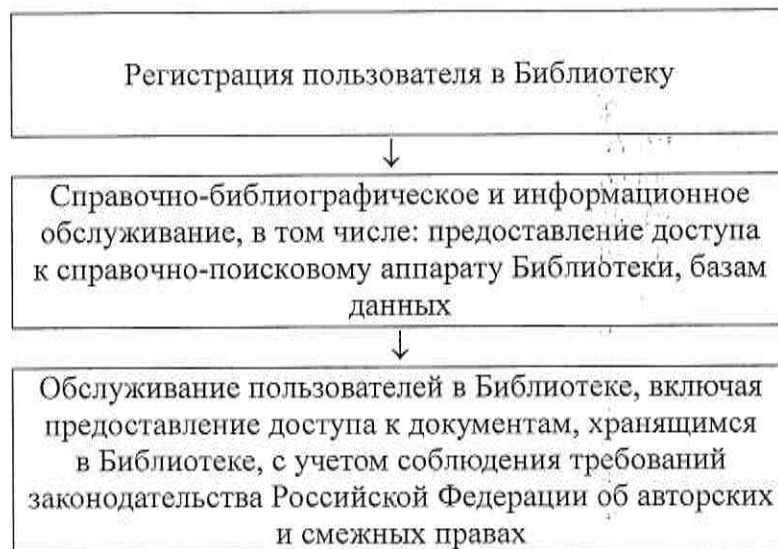 Регистрация пользователя в Библиотеку
↓
Справочно-библиографическое и информационное
обслуживание, в том числе: предоставление доступа
к справочно-поисковому аппарату Библиотеки, базам
данных
↓
Обслуживание пользователей в Библиотеке, включая
предоставление доступа к документам, хранящимся
в Библиотеке, с учетом соблюдения требований
законодательства Российской Федерации об авторских
и смежных правах